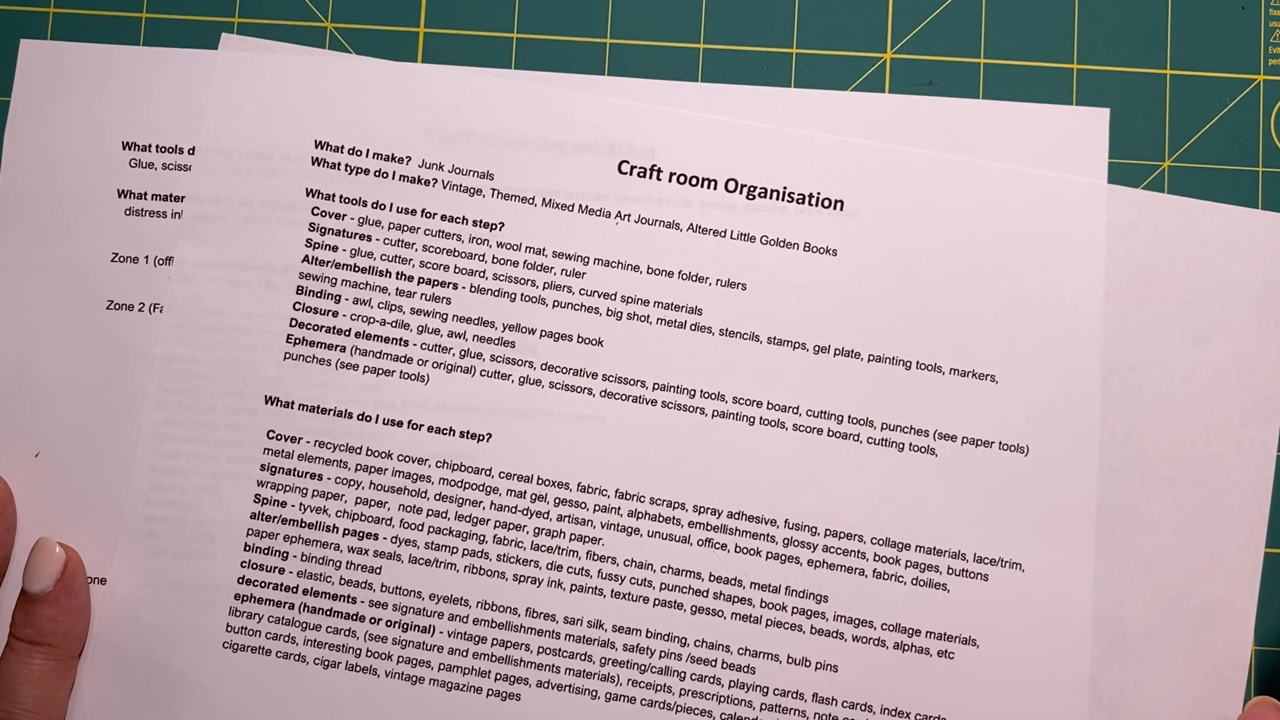 Craft room Organisation
What do I make? Junk Journals
What type do I make? Vintage, Themed, Mixed Media Art Journals, Altered Little Golden Books
What tools do I use for each step?
Cover - glue, paper cutters, iron, wool mat, sewing machine, bone folder, rulers
Signatures - cutter, scoreboard, bone folder, ruler
Spine - glue, cutter, score board, scissors, pliers, curved spine materials
Alter/embellish the papers - blending tools, punches, big shot, metal dies, stencils, stamps, gel plate, painting tools, markers,
sewing machine, tear rulers
Binding - awl, clips, sewing needles, yellow pages book
Closure - crop-a-dile, glue, awl, needles
Decorated elements - cutter, glue, scissors, decorative scissors, painting tools, score board, cutting tools, punches (see paper tools)
Ephemera (handmade or original) cutter, glue, scissors, decorative scissors, painting tools, score board, cutting tools,
punches (see paper tools)
What materials do I use for each step?
Cover - recycled book cover, chipboard, cereal boxes, fabric, fabric scraps, spray adhesive, fusing, papers, collage materials, lace/trim,
metal elements, paper images, modpodge, mat gel, gesso, paint, alphabets, embellishments, glossy accents, book pages, buttons
signatures - copy, household, designer, hand-dyed, artisan, vintage, unusual, office, book pages, ephemera, fabric, doilies,
wrapping paper, paper, note pad, ledger paper, graph paper.
Spine - tyvek, chipboard, food packaging, fabric, lace/trim, fibers, chain, charms, beads, metal findings
alter/embellish pages - dyes, stamp pads, stickers, die cuts, fussy cuts, punched shapes, book pages, images, collage materials,
paper ephemera, wax seals, lace/trim, ribbons, spray ink, paints, texture paste, gesso, metal pieces, beads, words, alphas, etc
binding - binding thread
closure - elastic, beads, buttons, eyelets, ribbons, fibres, sari silk, seam binding, chains, charms, bulb pins
decorated elements - see signature and embellishments materials, safety pins /seed beads
ephemera (handmade or original) - vintage papers, postcards, greeting/calling cards, playing cards, flash cards, index cards
library catalogue cards, (see signature and embellishments materials), receipts, prescriptions, patterns, note
button cards, interesting book pages, pamphlet pages, advertising, game cards/pieces,
cigarette cards, cigar labels, vintage magazine pages
What tools d
Glue, scisso
What mater
distress in
Zone 1 (offi
Zone 2 (Fa
one